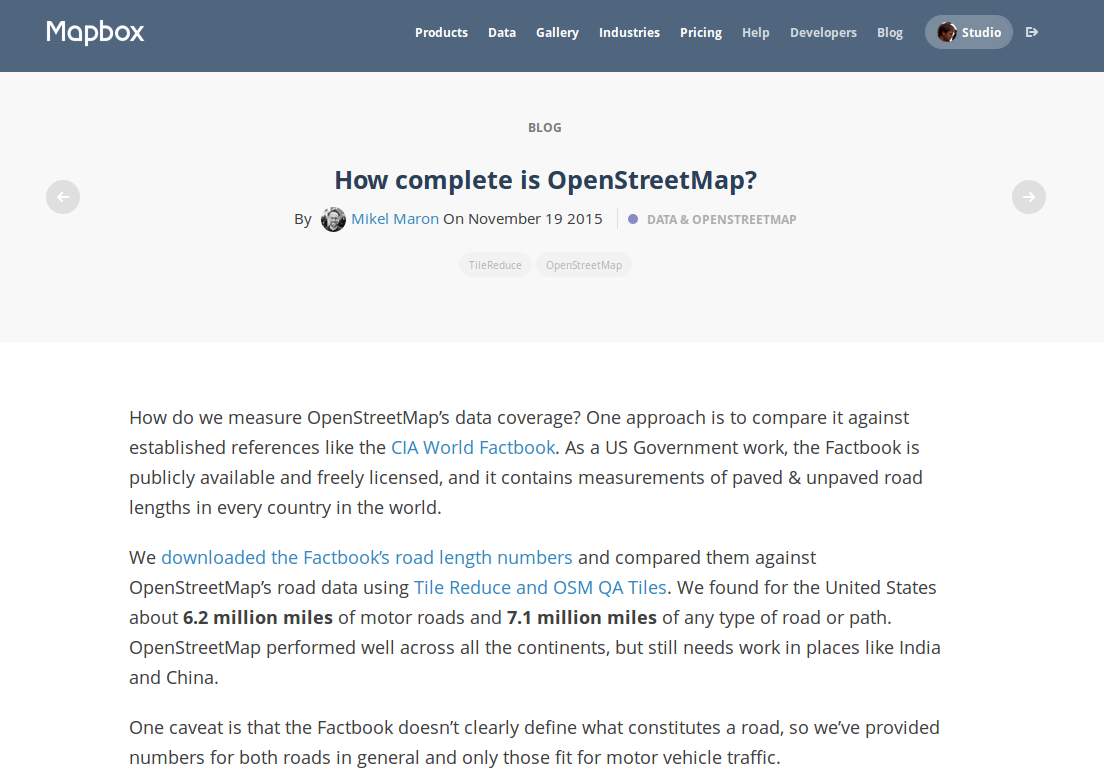 Mapbox
Products Data Gallery Industries Pricing Help Developers Blog Studio
BLOG
How complete is OpenStreetMap?
By Mikel Maron On November 19 2015 DATA & OPENSTREETMAP
TileReduce OpenStreetMap
How do we measure OpenStreetMap’s data coverage? One approach is to compare it against
established references like the CIA World Factbook. As a US Government work, the Factbook is
publicly available and freely licensed, and it contains measurements of paved & unpaved road
lengths in every country in the world.
We downloaded the Factbook’s road length numbers and compared them against
OpenStreetMap’s road data using Tile Reduce and OSM QA Tiles. We found for the United States
about 6.2 million miles of motor roads and 7.1 million miles of any type of road or path.
OpenStreetMap performed well across all the continents, but still needs work in places like India
and China.
One caveat is that the Factbook doesn’t clearly define what constitutes a road, so we’ve provided
numbers for both roads in general and only those fit for motor vehicle traffic.